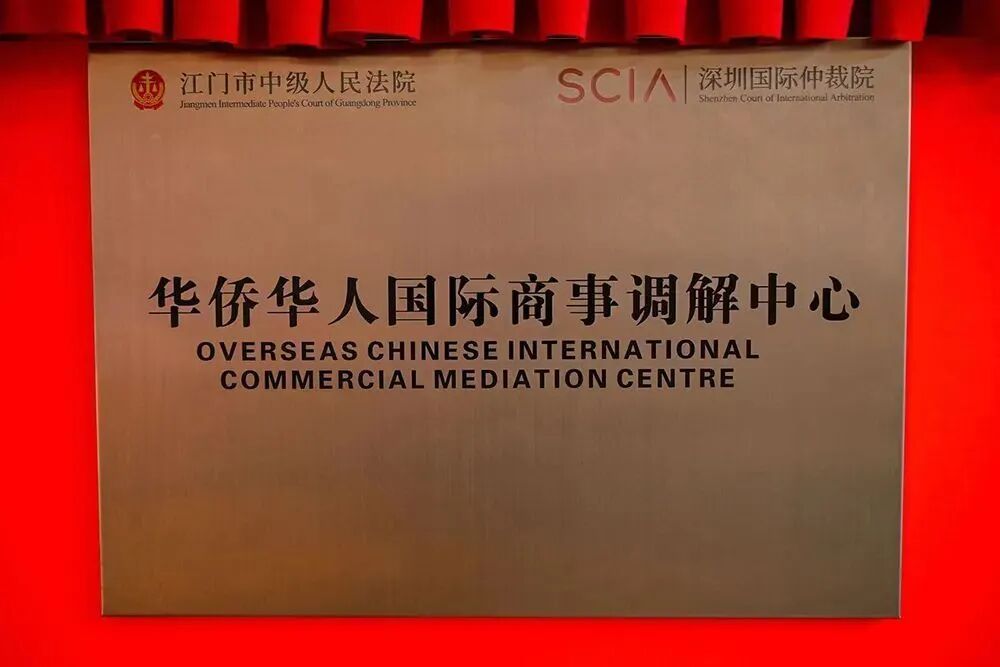 江门市中级人民法院
Jiangmen Intermediate People's Court of Guangdong Province
SCIA
深圳国际仲裁院
Shenzhen Court of International Arbitration
华侨华人国际商事调解中心
OVERSEAS CHINESE INTERNATIONAL
COMMERCIAL MEDIATION CENTRE